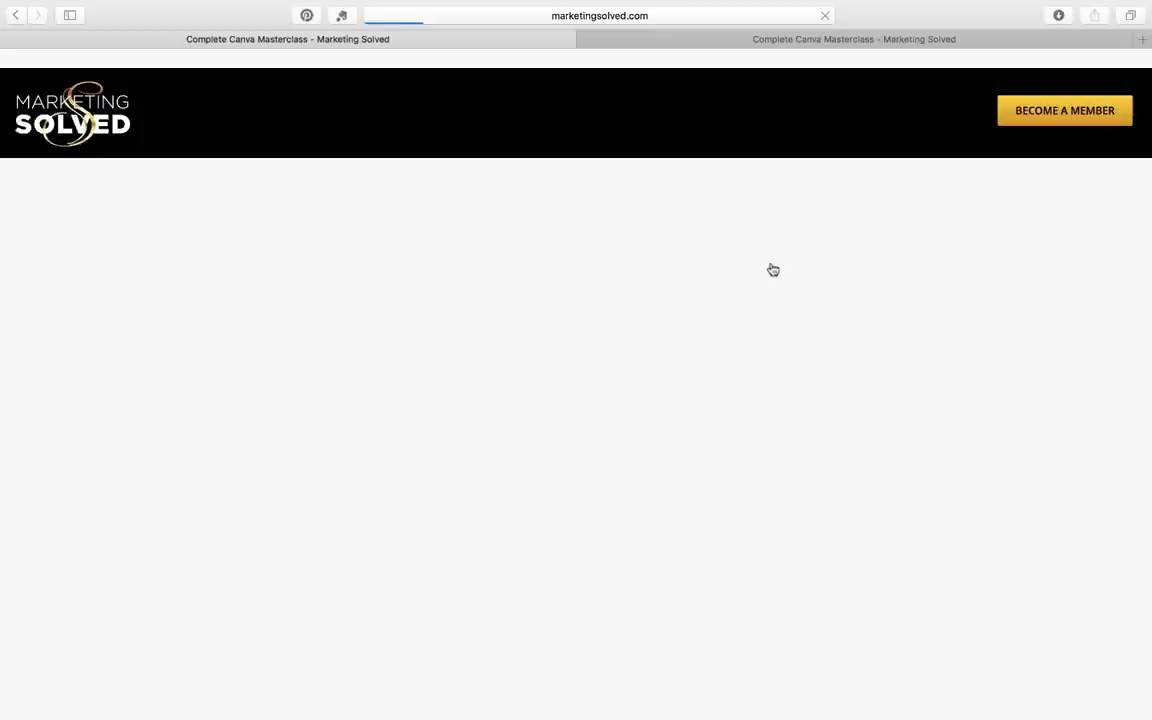 marketingsolved.com
Complete Canva Masterclass - Marketing Solved
Complete Canva Masterclass - Marketing Solved
MARKETING
SOLVED
BECOME A MEMBER